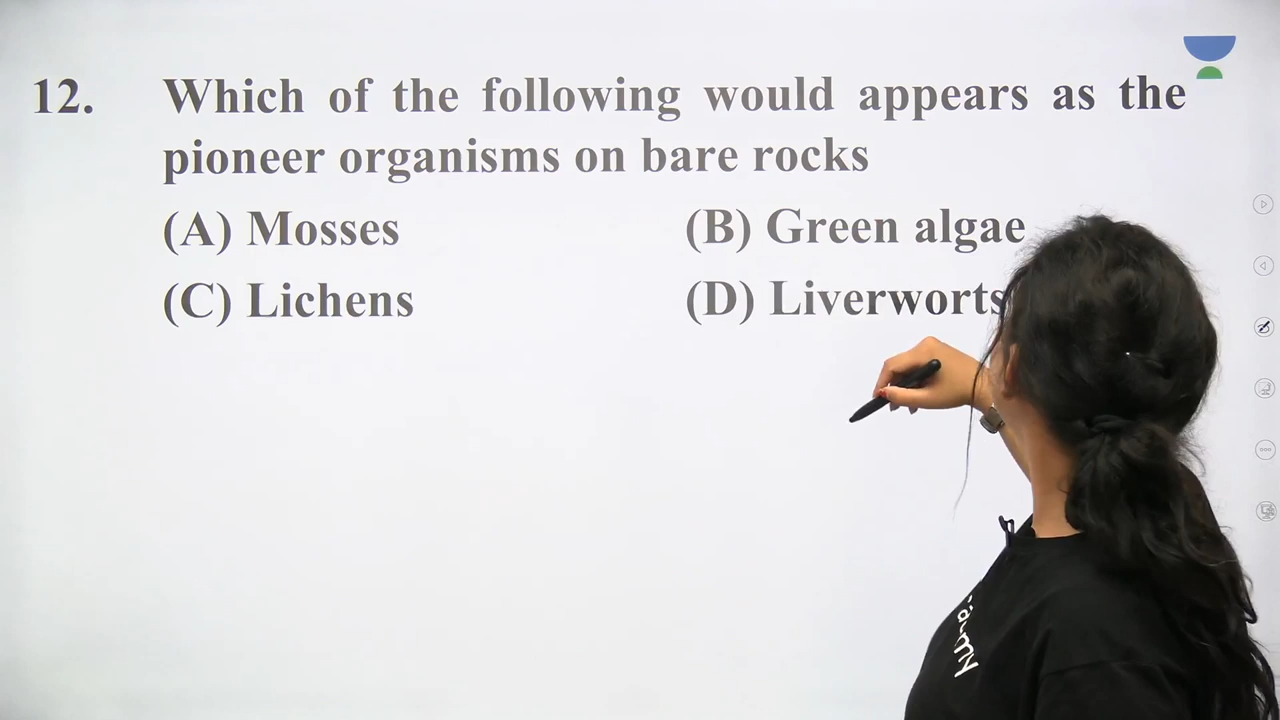 12. Which of the following would appears as the
pioneer organisms on bare rocks
(A) Mosses (B) Green algae
(C) Lichens (D) Liverworts